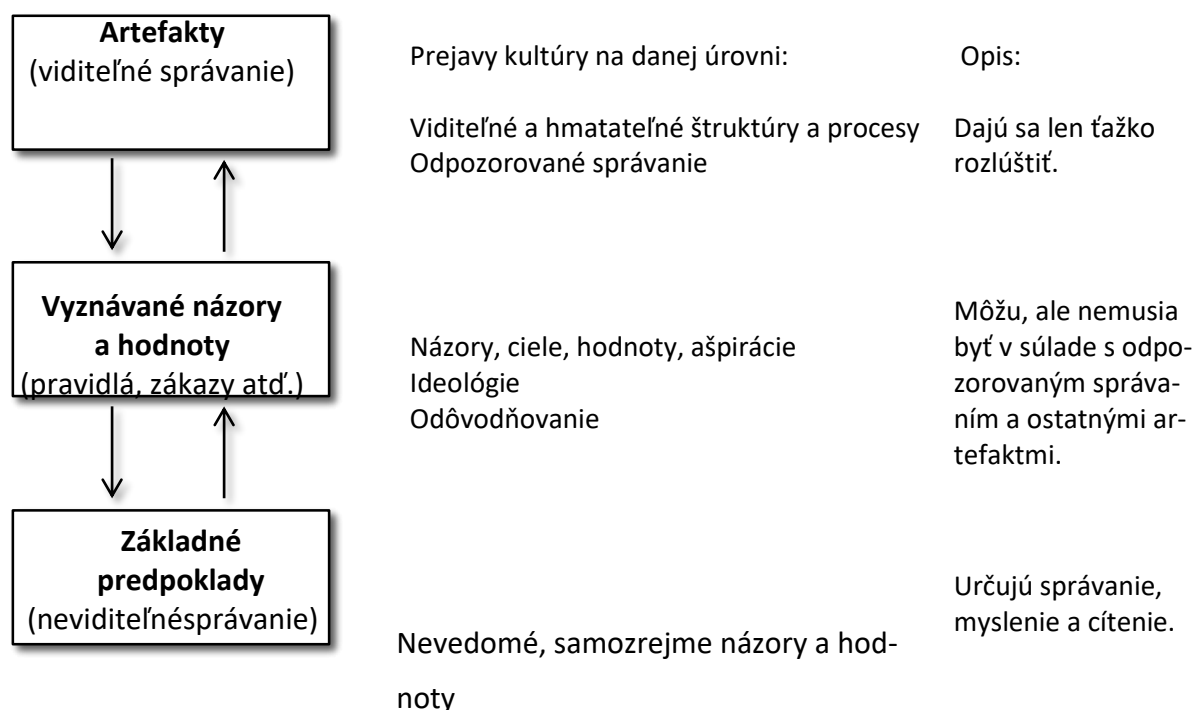 Artefakty
(viditeľné správanie)
Prejavy kultúry na danej úrovni:
Opis:
Viditeľné a hmatateľné štruktúry a procesy
Odpozorované správanie
Dajú sa len ťažko
rozlúštiť.
Vyznávané názory
a hodnoty
(pravidlá, zákazy atď.)
Názory, ciele, hodnoty, ašpirácie
Ideológie
Odôvodňovanie
Môžu, ale nemusia
byť v súlade s odpo-
zorovaným správa-
ním a ostatnými ar-
tefaktmi.
Základné
predpoklady
(neviditeľnésprávanie)
Nevedomé, samozrejme názory a hod-
noty
Určujú správanie,
myslenie a cítenie.